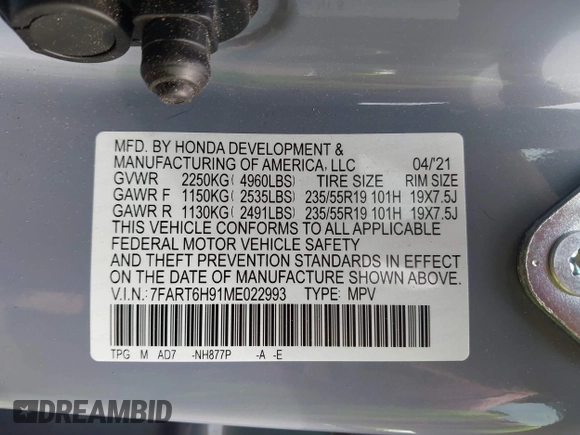 MFD. BY HONDA DEVELOPMENT &
MANUFACTURING OF AMERICA, LLC 04/'21
GVWR 2250KG( 4960LBS) TIRE SIZE RIM SIZE
GAWR F 1150KG( 2535LBS) 235/55R19 101H 19X7.5J
GAWR R 1130KG( 2491LBS) 235/55R19 101H 19X7.5J
THIS VEHICLE CONFORMS TO ALL APPLICABLE
FEDERAL MOTOR VEHICLE SAFETY
AND THEFT PREVENTION STANDARDS IN EFFECT
ON THE DATE OF MANUFACTURE SHOWN ABOVE.
V.I.N.: 7FART6H91ME022993 TYPE: MPV
TPG M AD7 -NH877P -A -E
DREAMBID